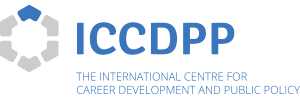 ICCDPP
THE INTERNATIONAL CENTRE FOR
CAREER DEVELOPMENT AND PUBLIC POLICY